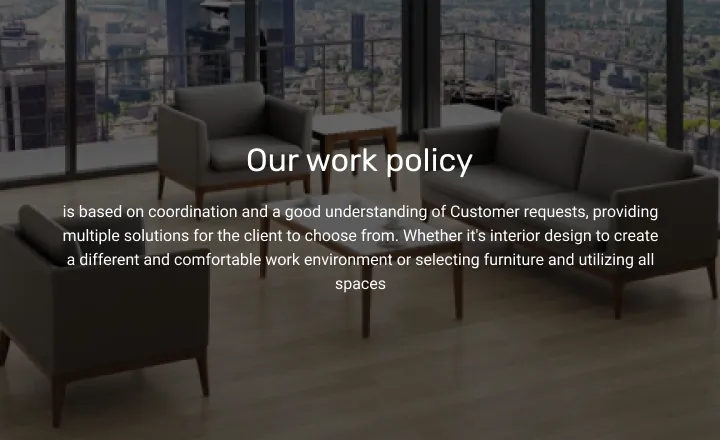 Our work policy
is based on coordination and a good understanding of Customer requests, providing
multiple solutions for the client to choose from. Whether it's interior design to create
a different and comfortable work environment or selecting furniture and utilizing all
spaces